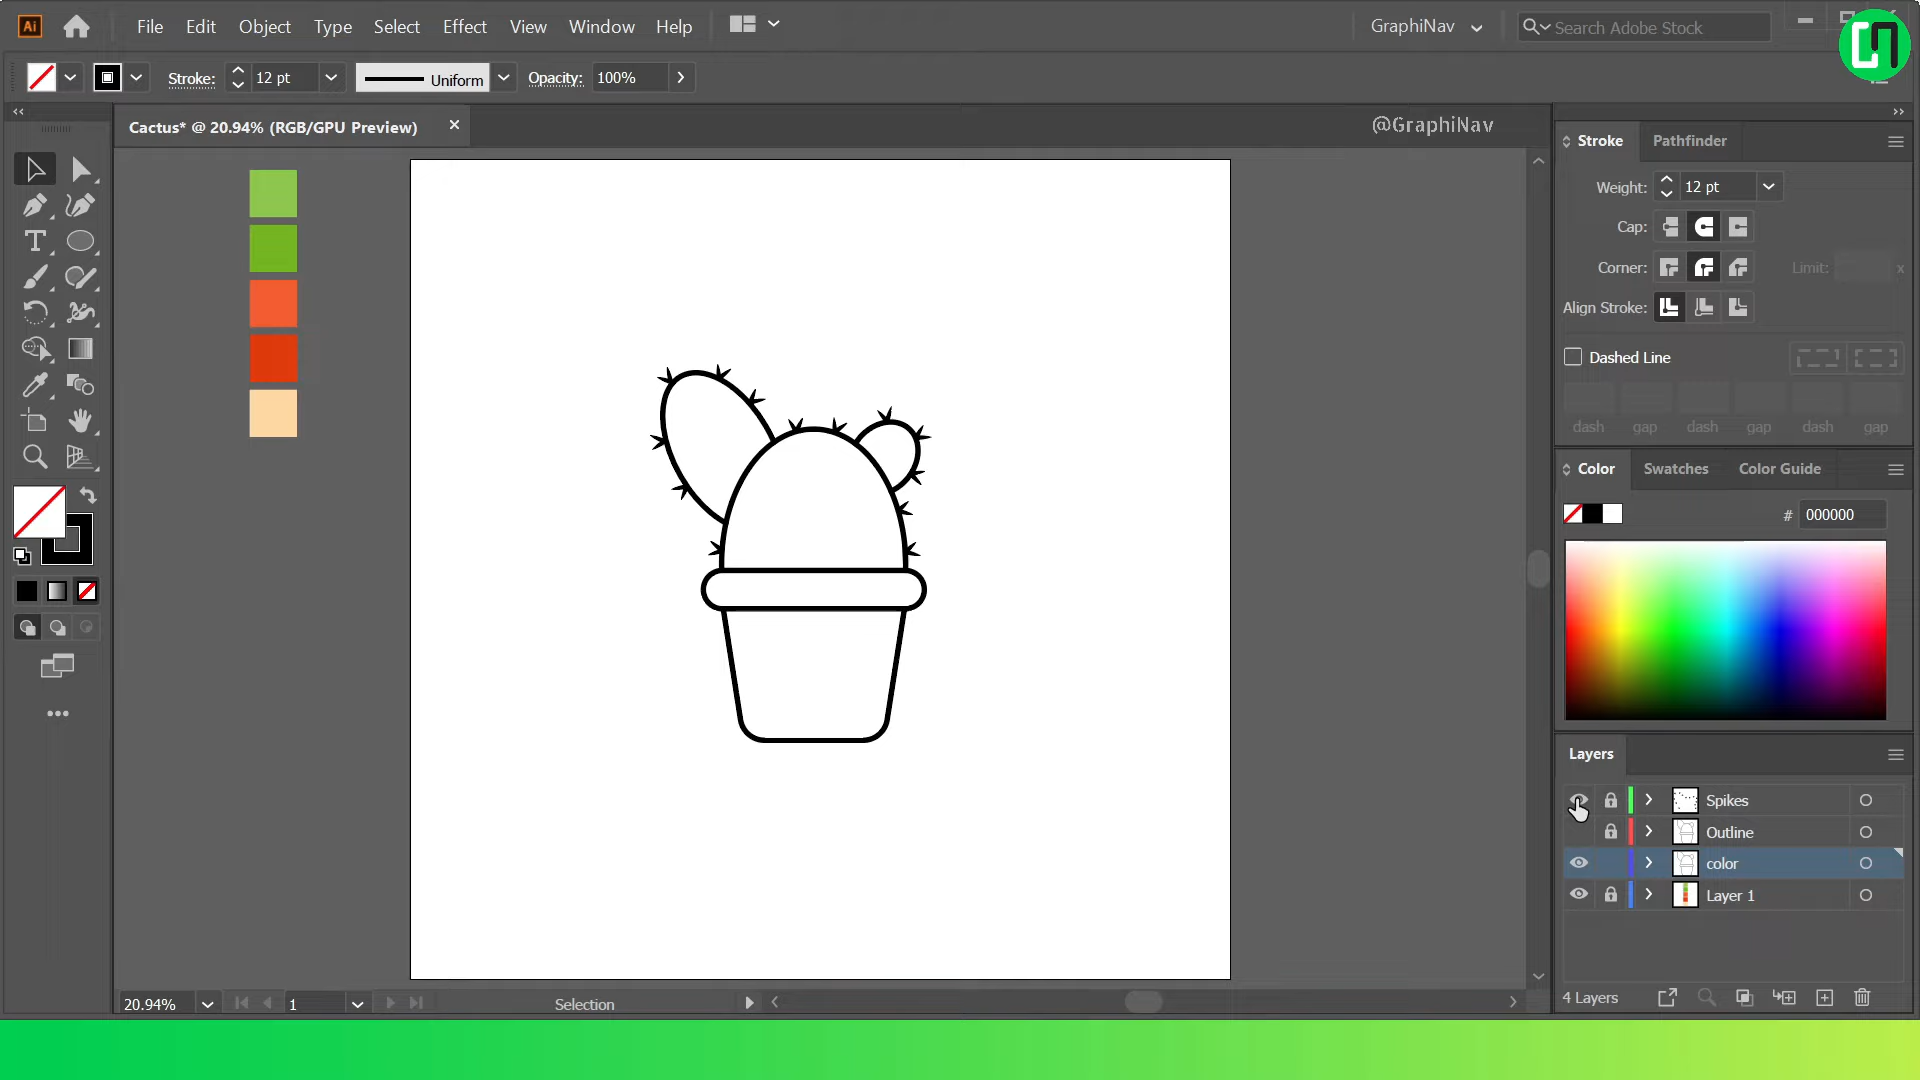 Ai File Edit Object Type Select Effect View Window Help GraphiNav Search Adobe Stock
Stroke: 12 pt Uniform Opacity: 100%
Cactus* @ 20.94% (RGB/GPU Preview) × @GraphiNav
Stroke Pathfinder
Weight: 12 pt
Cap:
Corner: Limit: x
Align Stroke:
Dashed Line
dash gap dash gap dash gap
Color Swatches Color Guide
# 000000
Layers
Spikes
Outline
color
Layer 1
4 Layers
20.94% 1 Selection